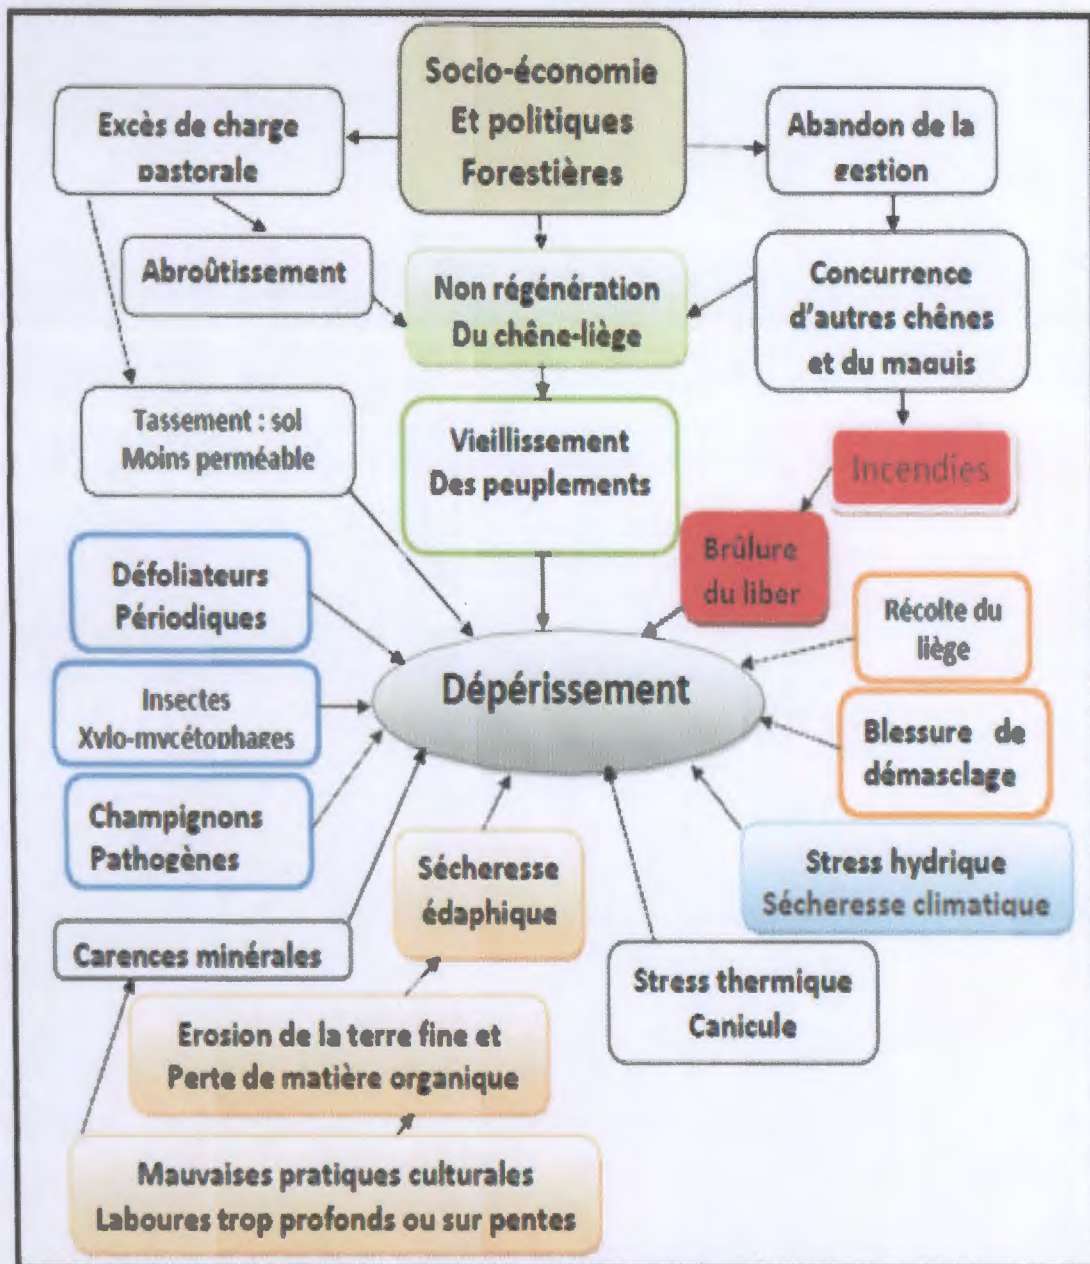 Socio-économie
Et politiques
Forestières
Excès de charge
pastorale
Abandon de la
gestion
Abroûtissement
Non régénération
Du chêne-liège
Concurrence
d'autres chênes
et du maquis
Tassement : sol
Moins perméable
Vieillissement
Des peuplements
Incendies
Brûlure
du liber
Défoliateurs
Périodiques
Récolte du
liège
Dépérissement
Insectes
Xylo-mycétophages
Blessure de
démasclage
Champignons
Pathogènes
Sécheresse
édaphique
Stress hydrique
Sécheresse climatique
Carences minérales
Stress thermique
Canicule
Erosion de la terre fine et
Perte de matière organique
Mauvaises pratiques culturales
Laboures trop profonds ou sur pentes